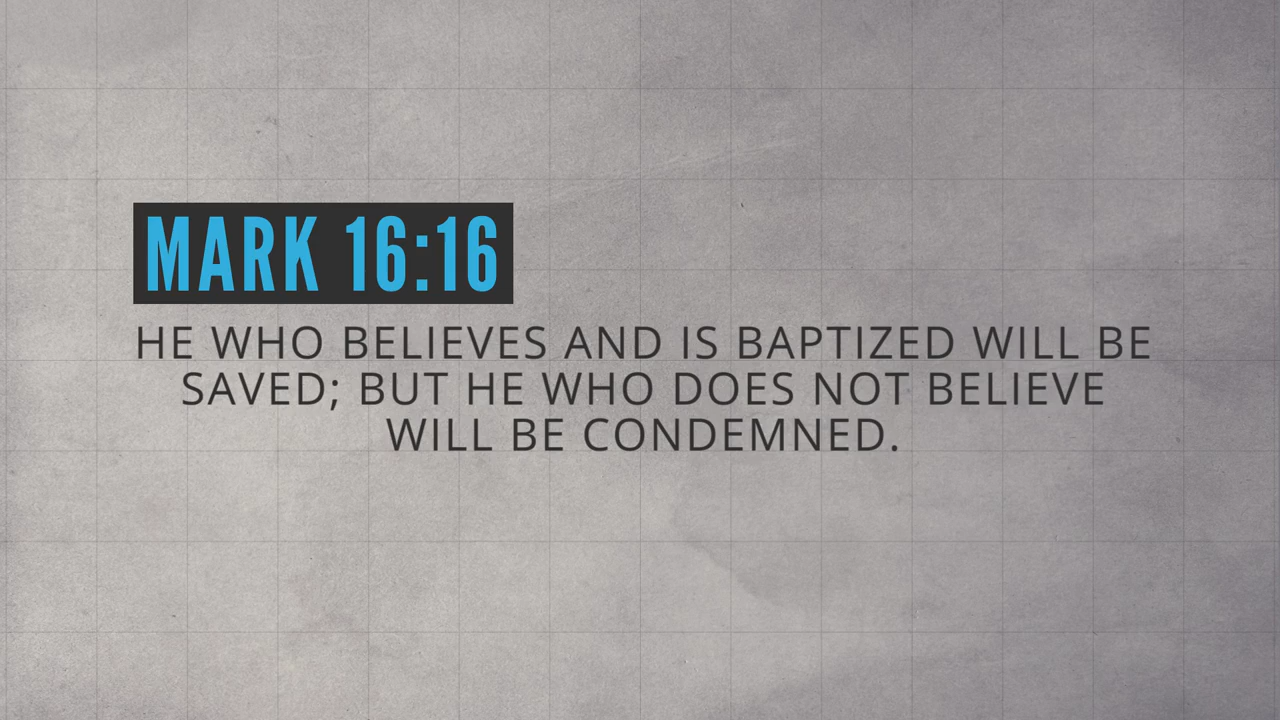 MARK 16:16
HE WHO BELIEVES AND IS BAPTIZED WILL BE
SAVED; BUT HE WHO DOES NOT BELIEVE
WILL BE CONDEMNED.